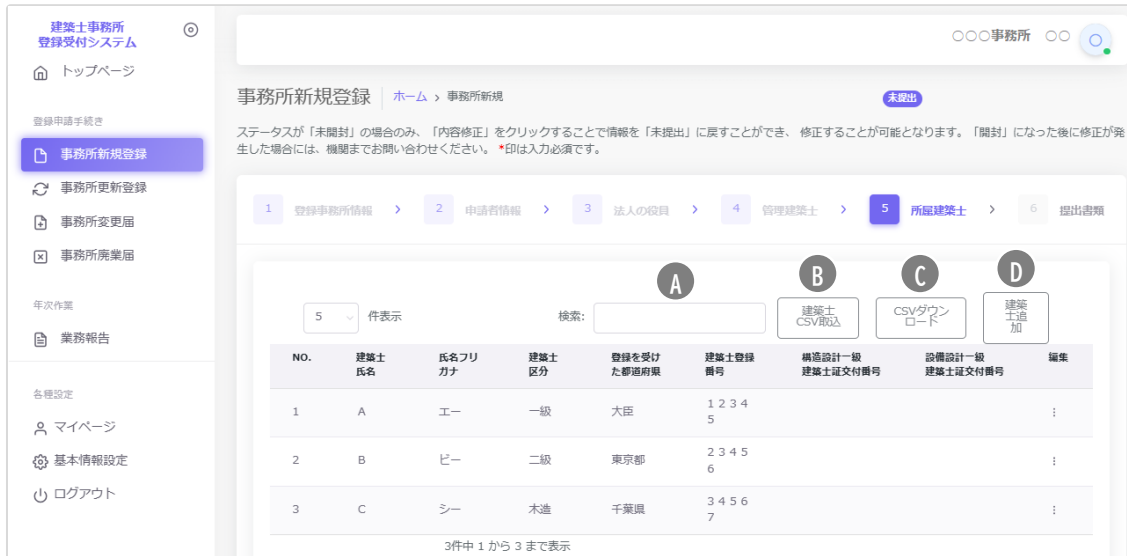 建築士事務所
登録受付システム
トップページ
登録申請手続き
事務所新規登録
事務所更新登録
事務所変更届
事務所廃業届
年次作業
業務報告
各種設定
マイページ
基本情報設定
ログアウト
〇〇〇事務所 〇〇 〇
事務所新規登録 ホーム › 事務所新規 未提出
ステータスが「未開封」の場合のみ、「内容修正」をクリックすることで情報を「未提出」に戻すことができ、 修正することが可能となります。「開封」になった後に修正が発
生した場合には、機関までお問い合わせください。 *印は入力必須です。
1 登録事務所情報 › 2 申請者情報 › 3 法人の役員 › 4 管理建築士 › 5 所属建築士 › 6 提出書類
A B C D
5 件表示 検索: 建築士
CSV取込
CSVダウン
ロード
建築
士追
加
NO. 建築士
氏名
氏名フリ
ガナ
建築士
区分
登録を受け
た都道府県
建築士登録
番号
構造設計一級
建築士証交付番号
設備設計一級
建築士証交付番号
編集
1 A エー 一級 大臣 1 2 3 4
5
2 B ビー 二級 東京都 2 3 4 5
6
3 C シー 木造 千葉県 3 4 5 6
7
3件中 1 から 3 まで表示